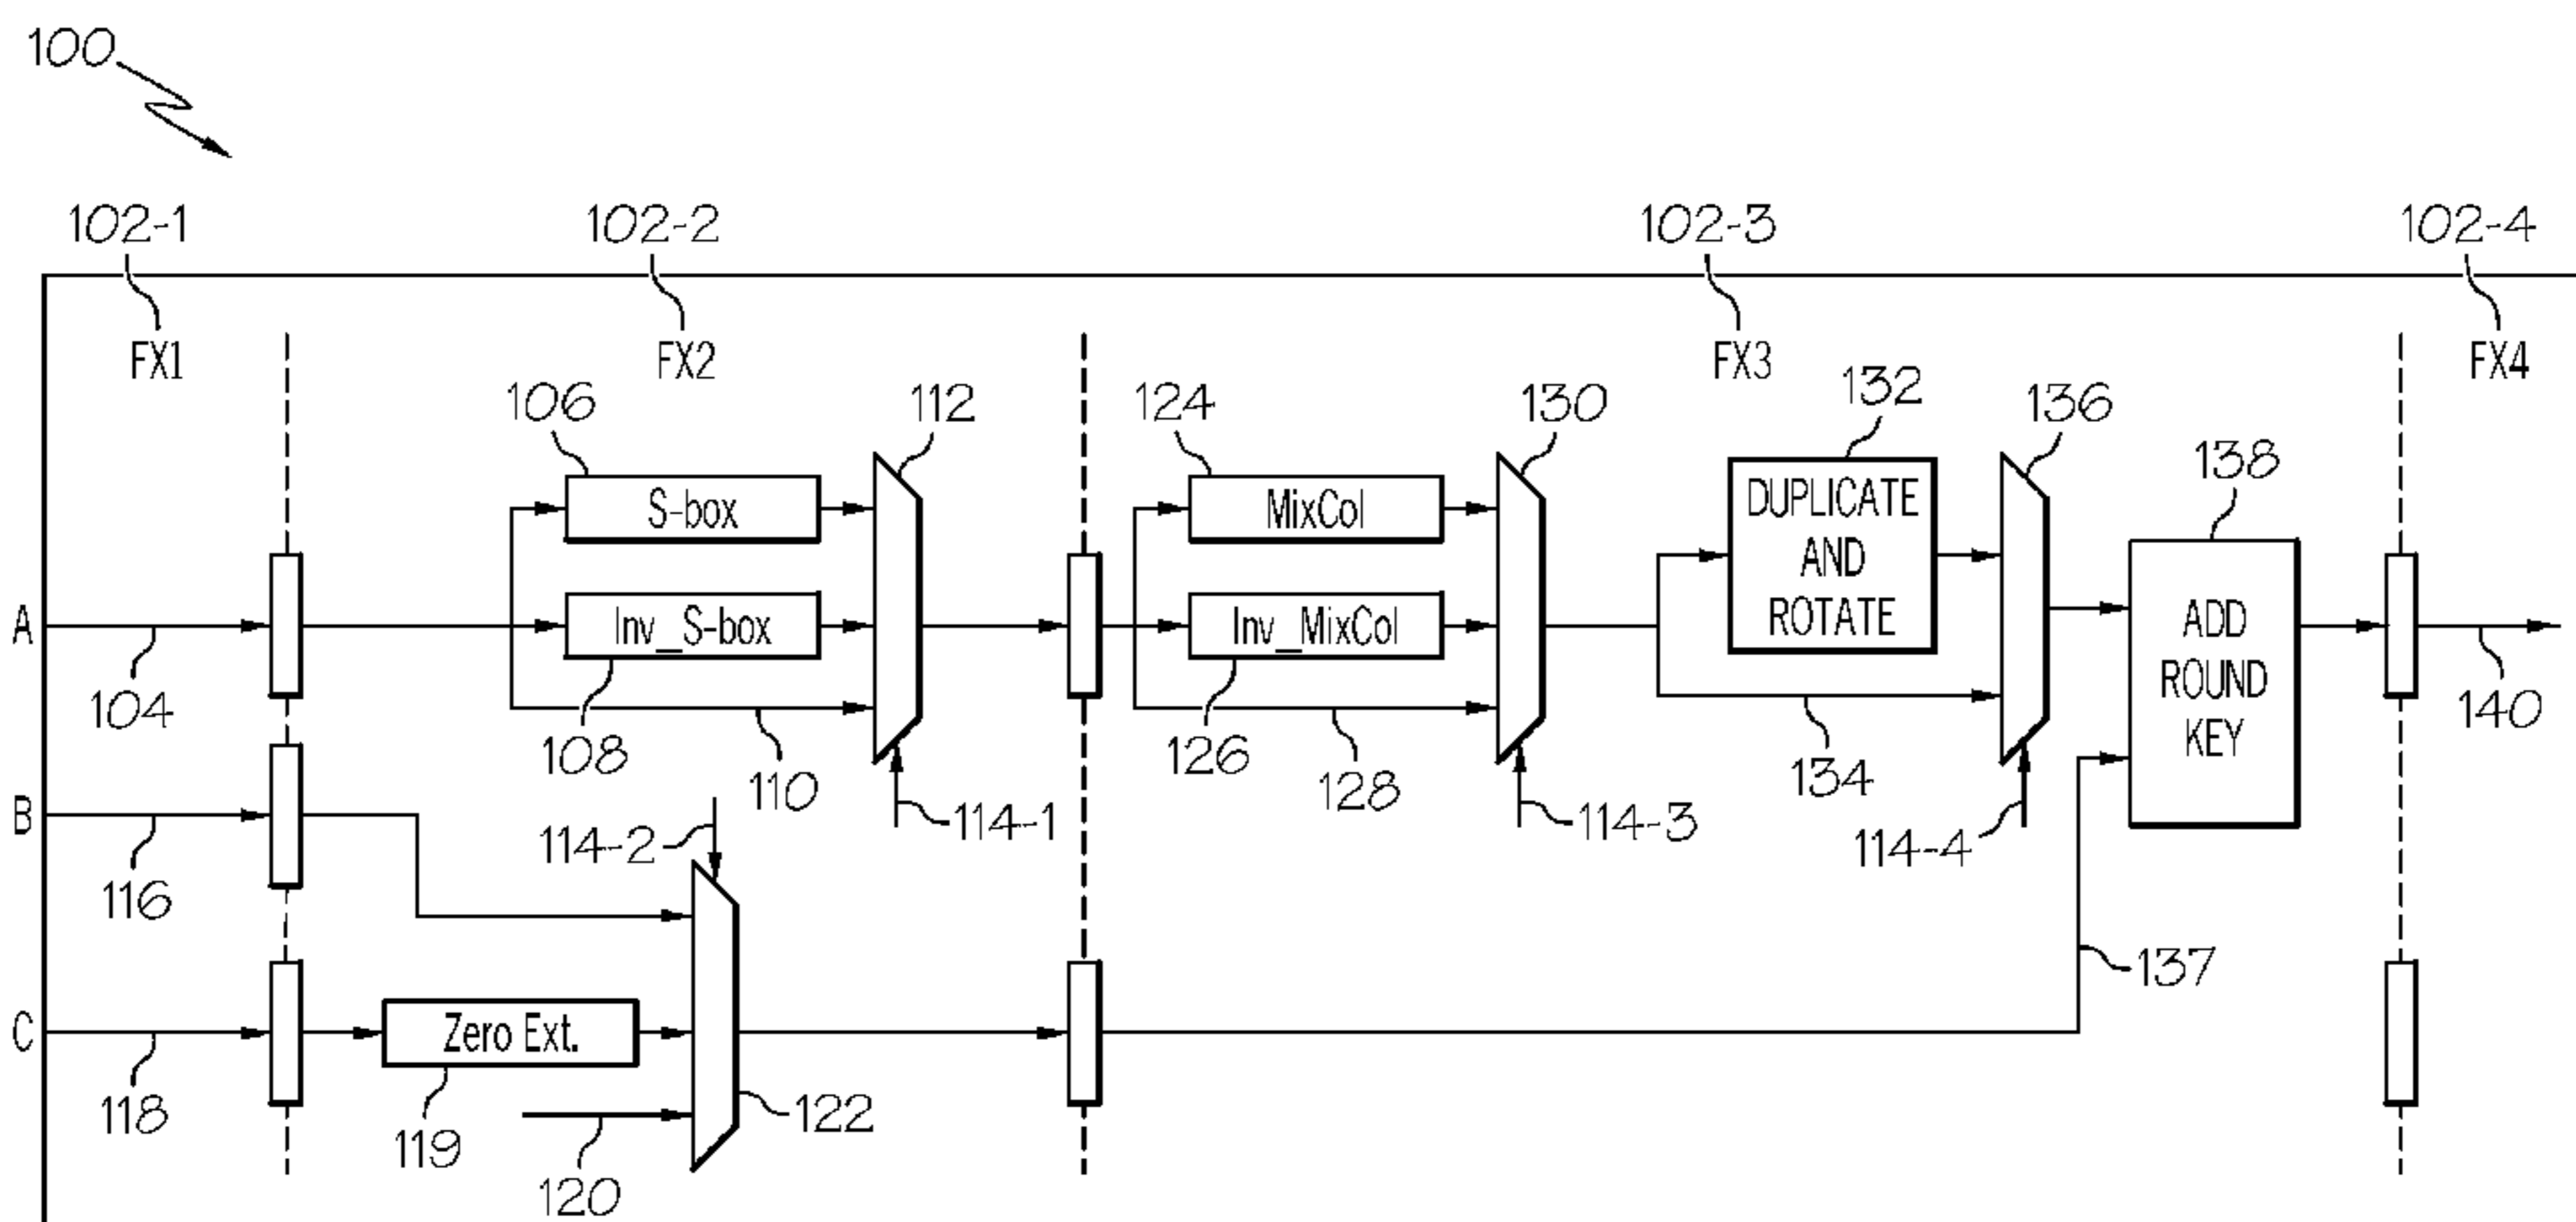 100
102-1
102-2
102-3
102-4
FX1
FX2
FX3
FX4
106
112
124
130
132
136
138
S-box
MixCol
DUPLICATE
AND
ROTATE
A
104
Inv_S-box
108
110
114-1
Inv_MixCol
126
128
114-3
134
114-4
ADD
ROUND
KEY
140
B
116
114-2
137
C
118
Zero Ext.
119
120
122